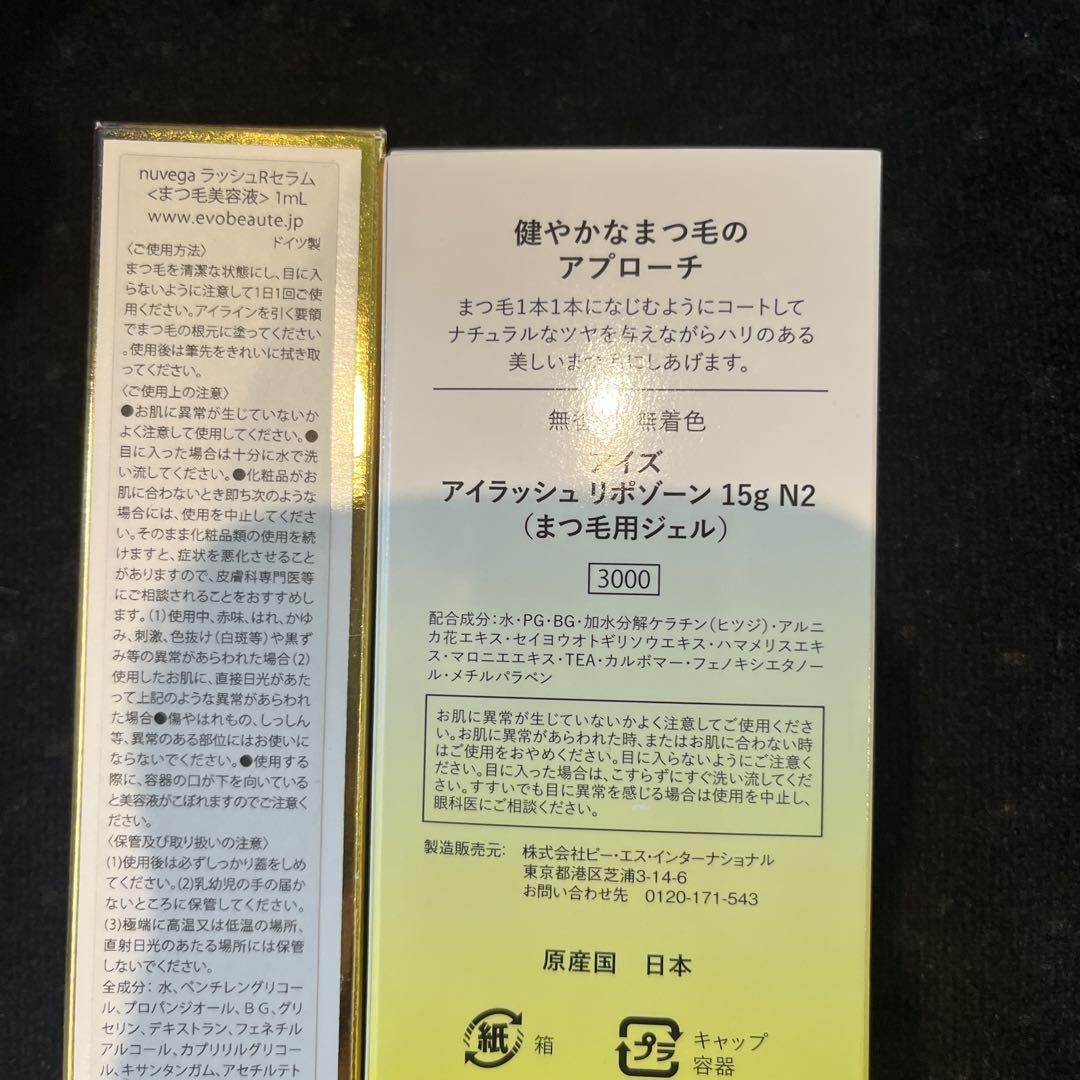 nuvega ラッシュRセラム
<まつ毛美容液> 1mL
www.evobeaute.jp
ドイツ製
〈ご使用方法〉
まつ毛を清潔な状態にし、目に入
らないように注意して1日1回ご使
用ください。アイラインを引く要領
でまつ毛の根元に塗ってください
。使用後は筆先をきれいに拭き取
ってください。
〈ご使用上の注意〉
●お肌に異常が生じていないか
よく注意して使用してください。●
目に入った場合は十分に水で洗
い流してください。●化粧品がお
肌に合わないとき即ち次のような
場合には、使用を中止してくださ
い。そのまま化粧品類の使用を続
けますと、症状を悪化させること
がありますので、皮膚科専門医等
にご相談されることをおすすめし
ます。(1)使用中、赤味、はれ、かゆ
み、刺激、色抜け(白斑等)や黒ず
み等の異常があらわれた場合(2)
使用したお肌に、直接日光があた
って上記のような異常があらわれ
た場合●傷やはれもの、しっしん
等、異常のある部位にはお使いに
ならないでください。●使用する
際に、容器の口が下を向いている
と美容液がこぼれますのでご注意く
ださい。
〈保管及び取り扱いの注意〉
(1)使用後は必ずしっかり蓋をしめ
てください。(2)乳幼児の手の届か
ないところに保管してください。
(3)極端に高温又は低温の場所、
直射日光のあたる場所には保管
しないでください。
全成分：水、ペンチレングリコー
ル、プロパンジオール、BG、グリ
セリン、デキストラン、フェネチル
アルコール、カプリリルグリコー
ル、キサンタンガム、アセチルテト
健やかなまつ毛の
アプローチ
まつ毛1本1本になじむようにコートして
ナチュラルなツヤを与えながらハリのある
美しいまつ にしあげます。
無 無着色
アイズ
アイラッシュ リポゾーン 15g N2
（まつ毛用ジェル）
3000
配合成分：水・PG・BG・加水分解ケラチン（ヒツジ）・アルニ
カ花エキス・セイヨウオトギリソウエキス・ハマメリスエキ
ス・マロニエエキス・TEA・カルボマー・フェノキシエタノー
ル・メチルパラベン
お肌に異常が生じていないかよく注意してご使用くださ
い。お肌に異常があらわれた時、またはお肌に合わない時
はご使用をおやめください。目に入らないようにご注意く
ださい。目に入った場合は、こすらずにすぐ洗い流してくだ
さい。すすいでも目に異常を感じる場合は使用を中止し、
眼科医にご相談ください。
製造販売元： 株式会社ピー・エス・インターナショナル
東京都港区芝浦3-14-6
お問い合わせ先 0120-171-543
原産国 日本
紙 箱
プラ キャップ
容器